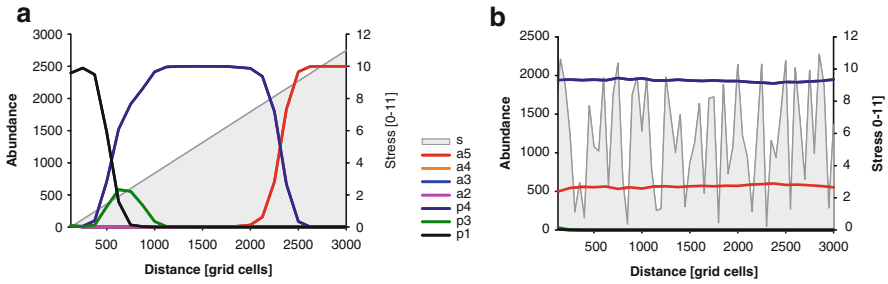 a
3000
2500
2000
1500
1000
500
0
Abundance
12
10
8
6
4
2
0
Stress [0-11]
500 1000 1500 2000 2500 3000
Distance [grid cells]
s
a5
a4
a3
a2
p4
p3
p1
b
2500
2000
1500
1000
500
0
Abundance
12
10
8
6
4
2
0
Stress 0-11]
500 1000 1500 2000 2500 3000
Distance [grid cells]